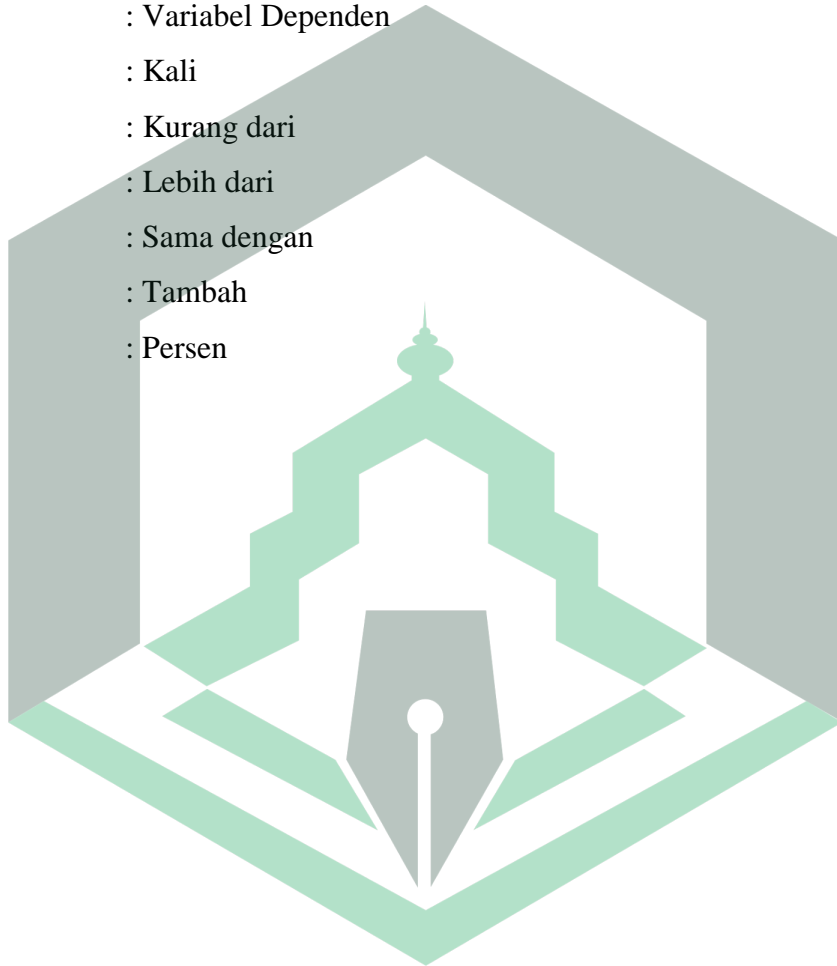 : Variabel Dependen
: Kali
: Kurang dari
: Lebih dari
: Sama dengan
: Tambah
: Persen